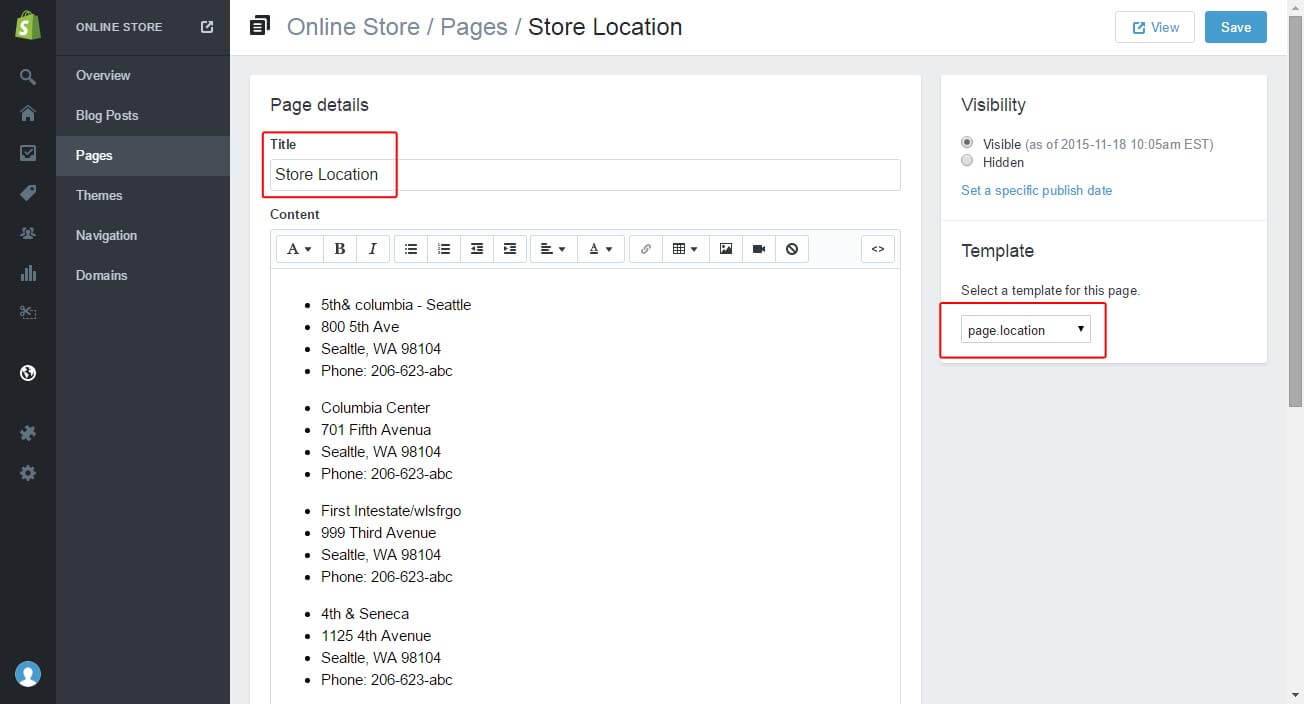 ONLINE STORE
Overview
Blog Posts
Pages
Themes
Navigation
Domains
Online Store / Pages / Store Location
View
Save
Page details
Title
Store Location
Content
A B I A <>
5th& columbia - Seattle
800 5th Ave
Sealtle, WA 98104
Phone: 206-623-abc
Columbia Center
701 Fifth Avenua
Sealtle, WA 98104
Phone: 206-623-abc
First Intestate/wlsfrgo
999 Third Avenue
Sealtle, WA 98104
Phone: 206-623-abc
4th & Seneca
1125 4th Avenue
Sealtle, WA 98104
Phone: 206-623-abc
Visibility
Visible (as of 2015-11-18 10:05am EST)
Hidden
Set a specific publish date
Template
Select a template for this page.
page.location